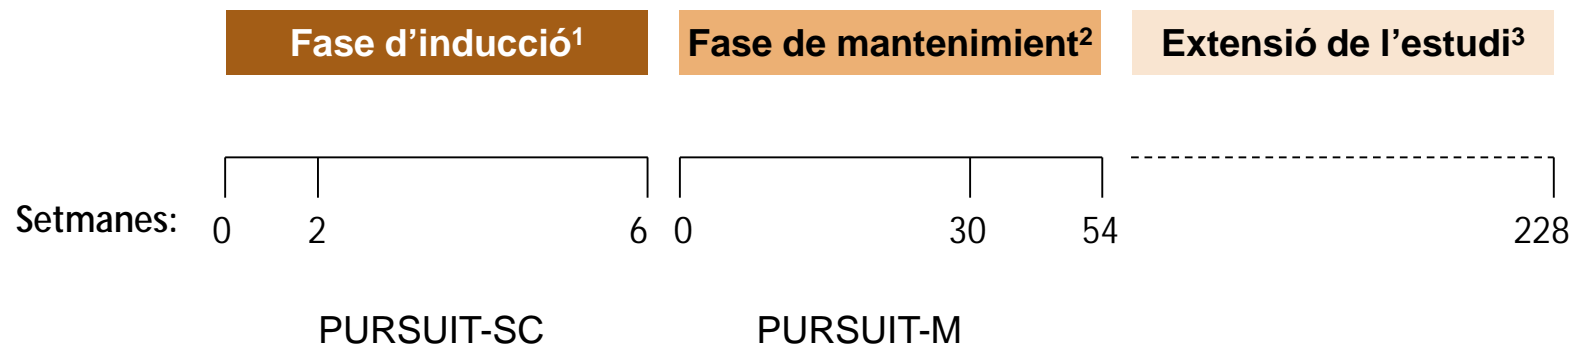 Fase d’inducció¹ Fase de mantenimient² Extensió de l’estudi³
Setmanes: 0 2 6 0 30 54 228
PURSUIT-SC PURSUIT-M